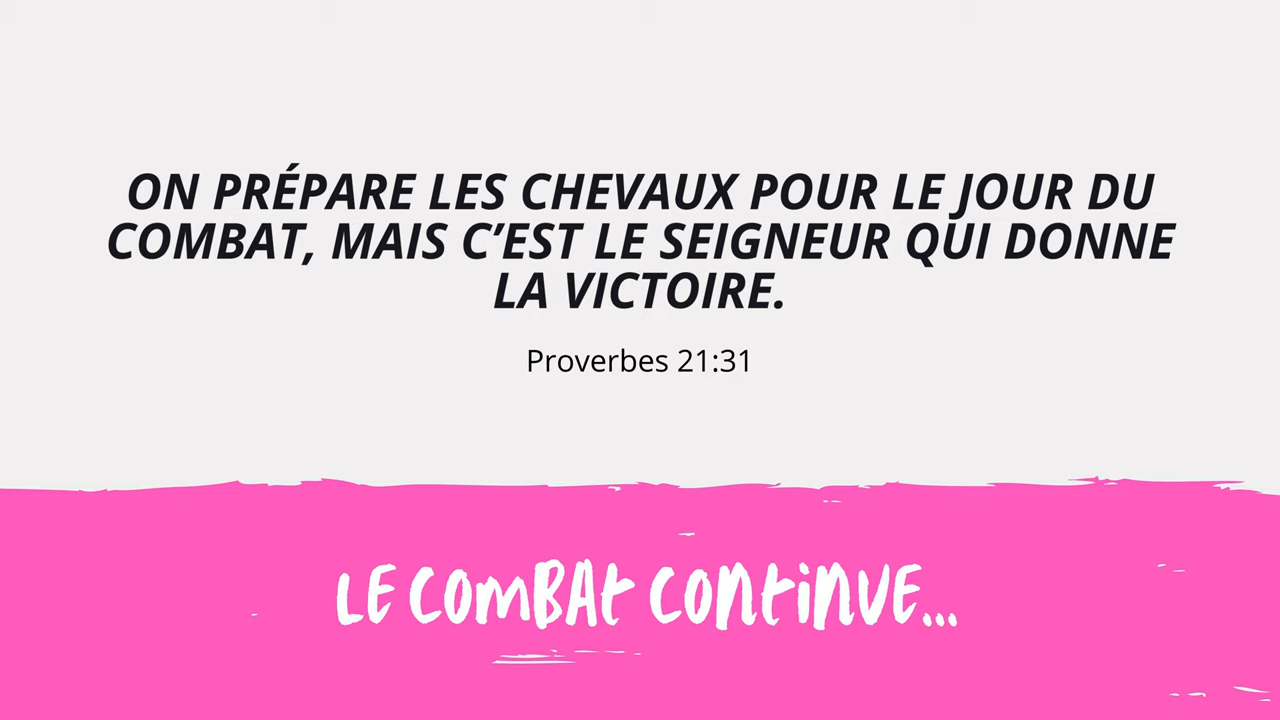 ON PRÉPARE LES CHEVAUX POUR LE JOUR DU
COMBAT, MAIS C’EST LE SEIGNEUR QUI DONNE
LA VICTOIRE.
Proverbes 21:31
LE COMBAT CONTINUE...